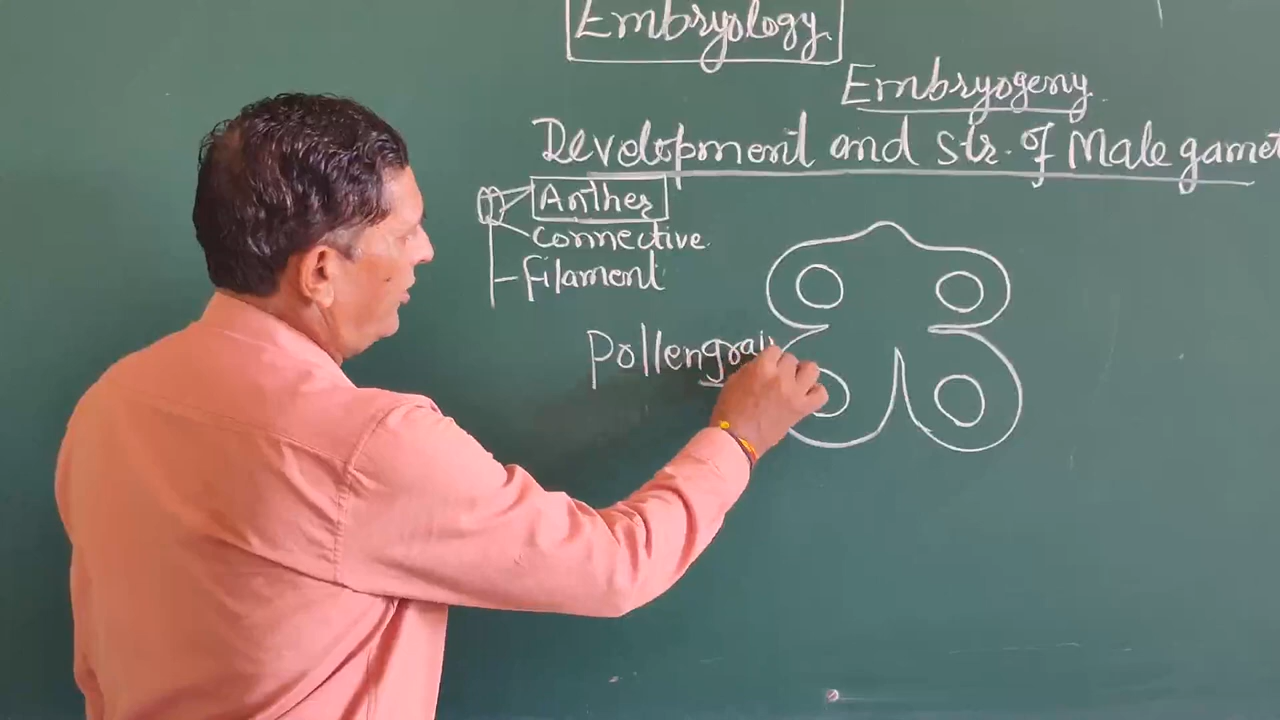 Embryology
Embryogeny
Development and str. of Male gamet
Anther
Connective
Filament
Pollengrai